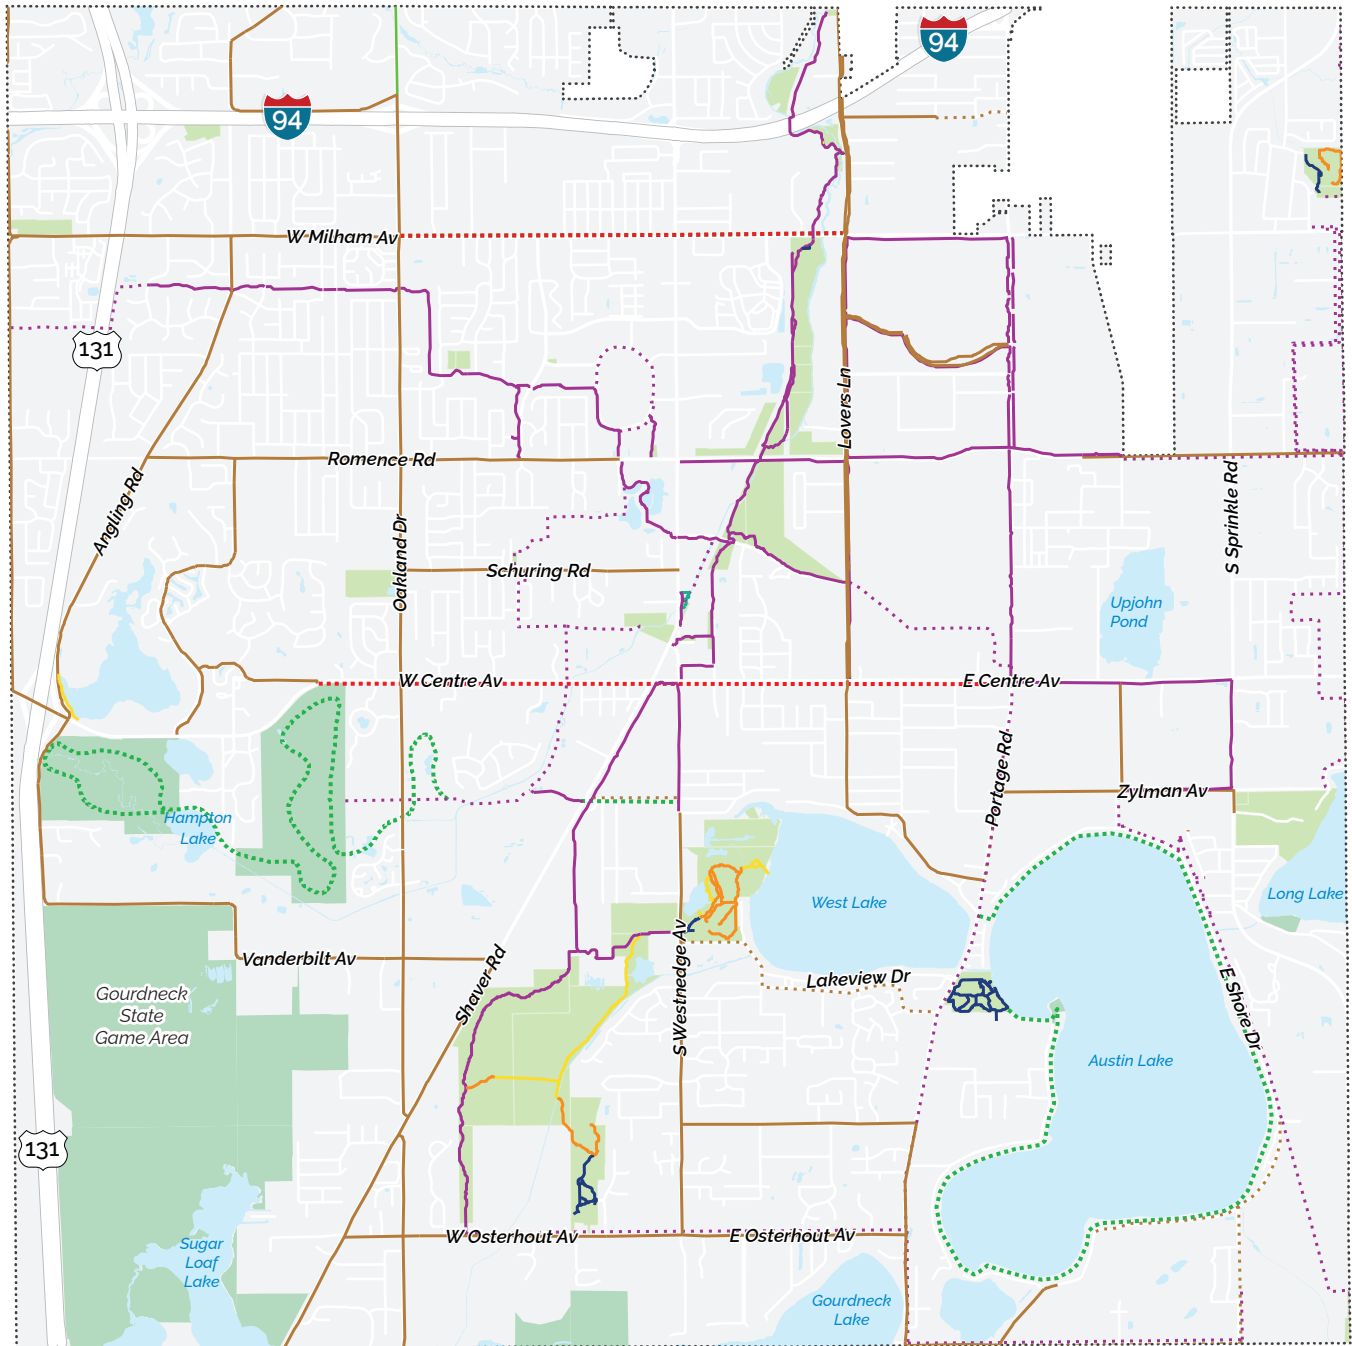 94
94
W Milham Av
131
Lovers Ln
Romence Rd
Angling Rd
Oakland Dr
S Sprinkle Rd
Schuring Rd
Upjohn
Pond
W Centre Av
E Centre Av
Portage Rd
Zylman Av
Hampton
Lake
West Lake
Long Lake
Vanderbilt Av
Shaver Rd
S Westnedge Av
Lakeview Dr
E Shore Dr
Gourdneck
State
Game Area
Austin Lake
131
W Osterhout Av
E Osterhout Av
Sugar
Loaf
Lake
Gourdneck
Lake